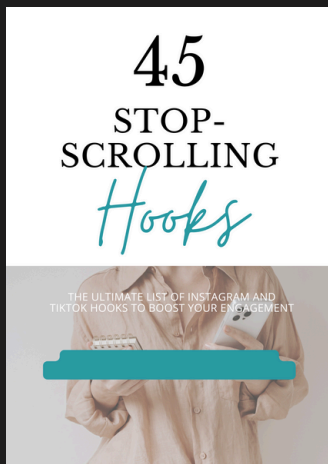 45
STOP-
SCROLLING
Hooks
THE ULTIMATE LIST OF INSTAGRAM AND
TIKTOK HOOKS TO BOOST YOUR ENGAGEMENT